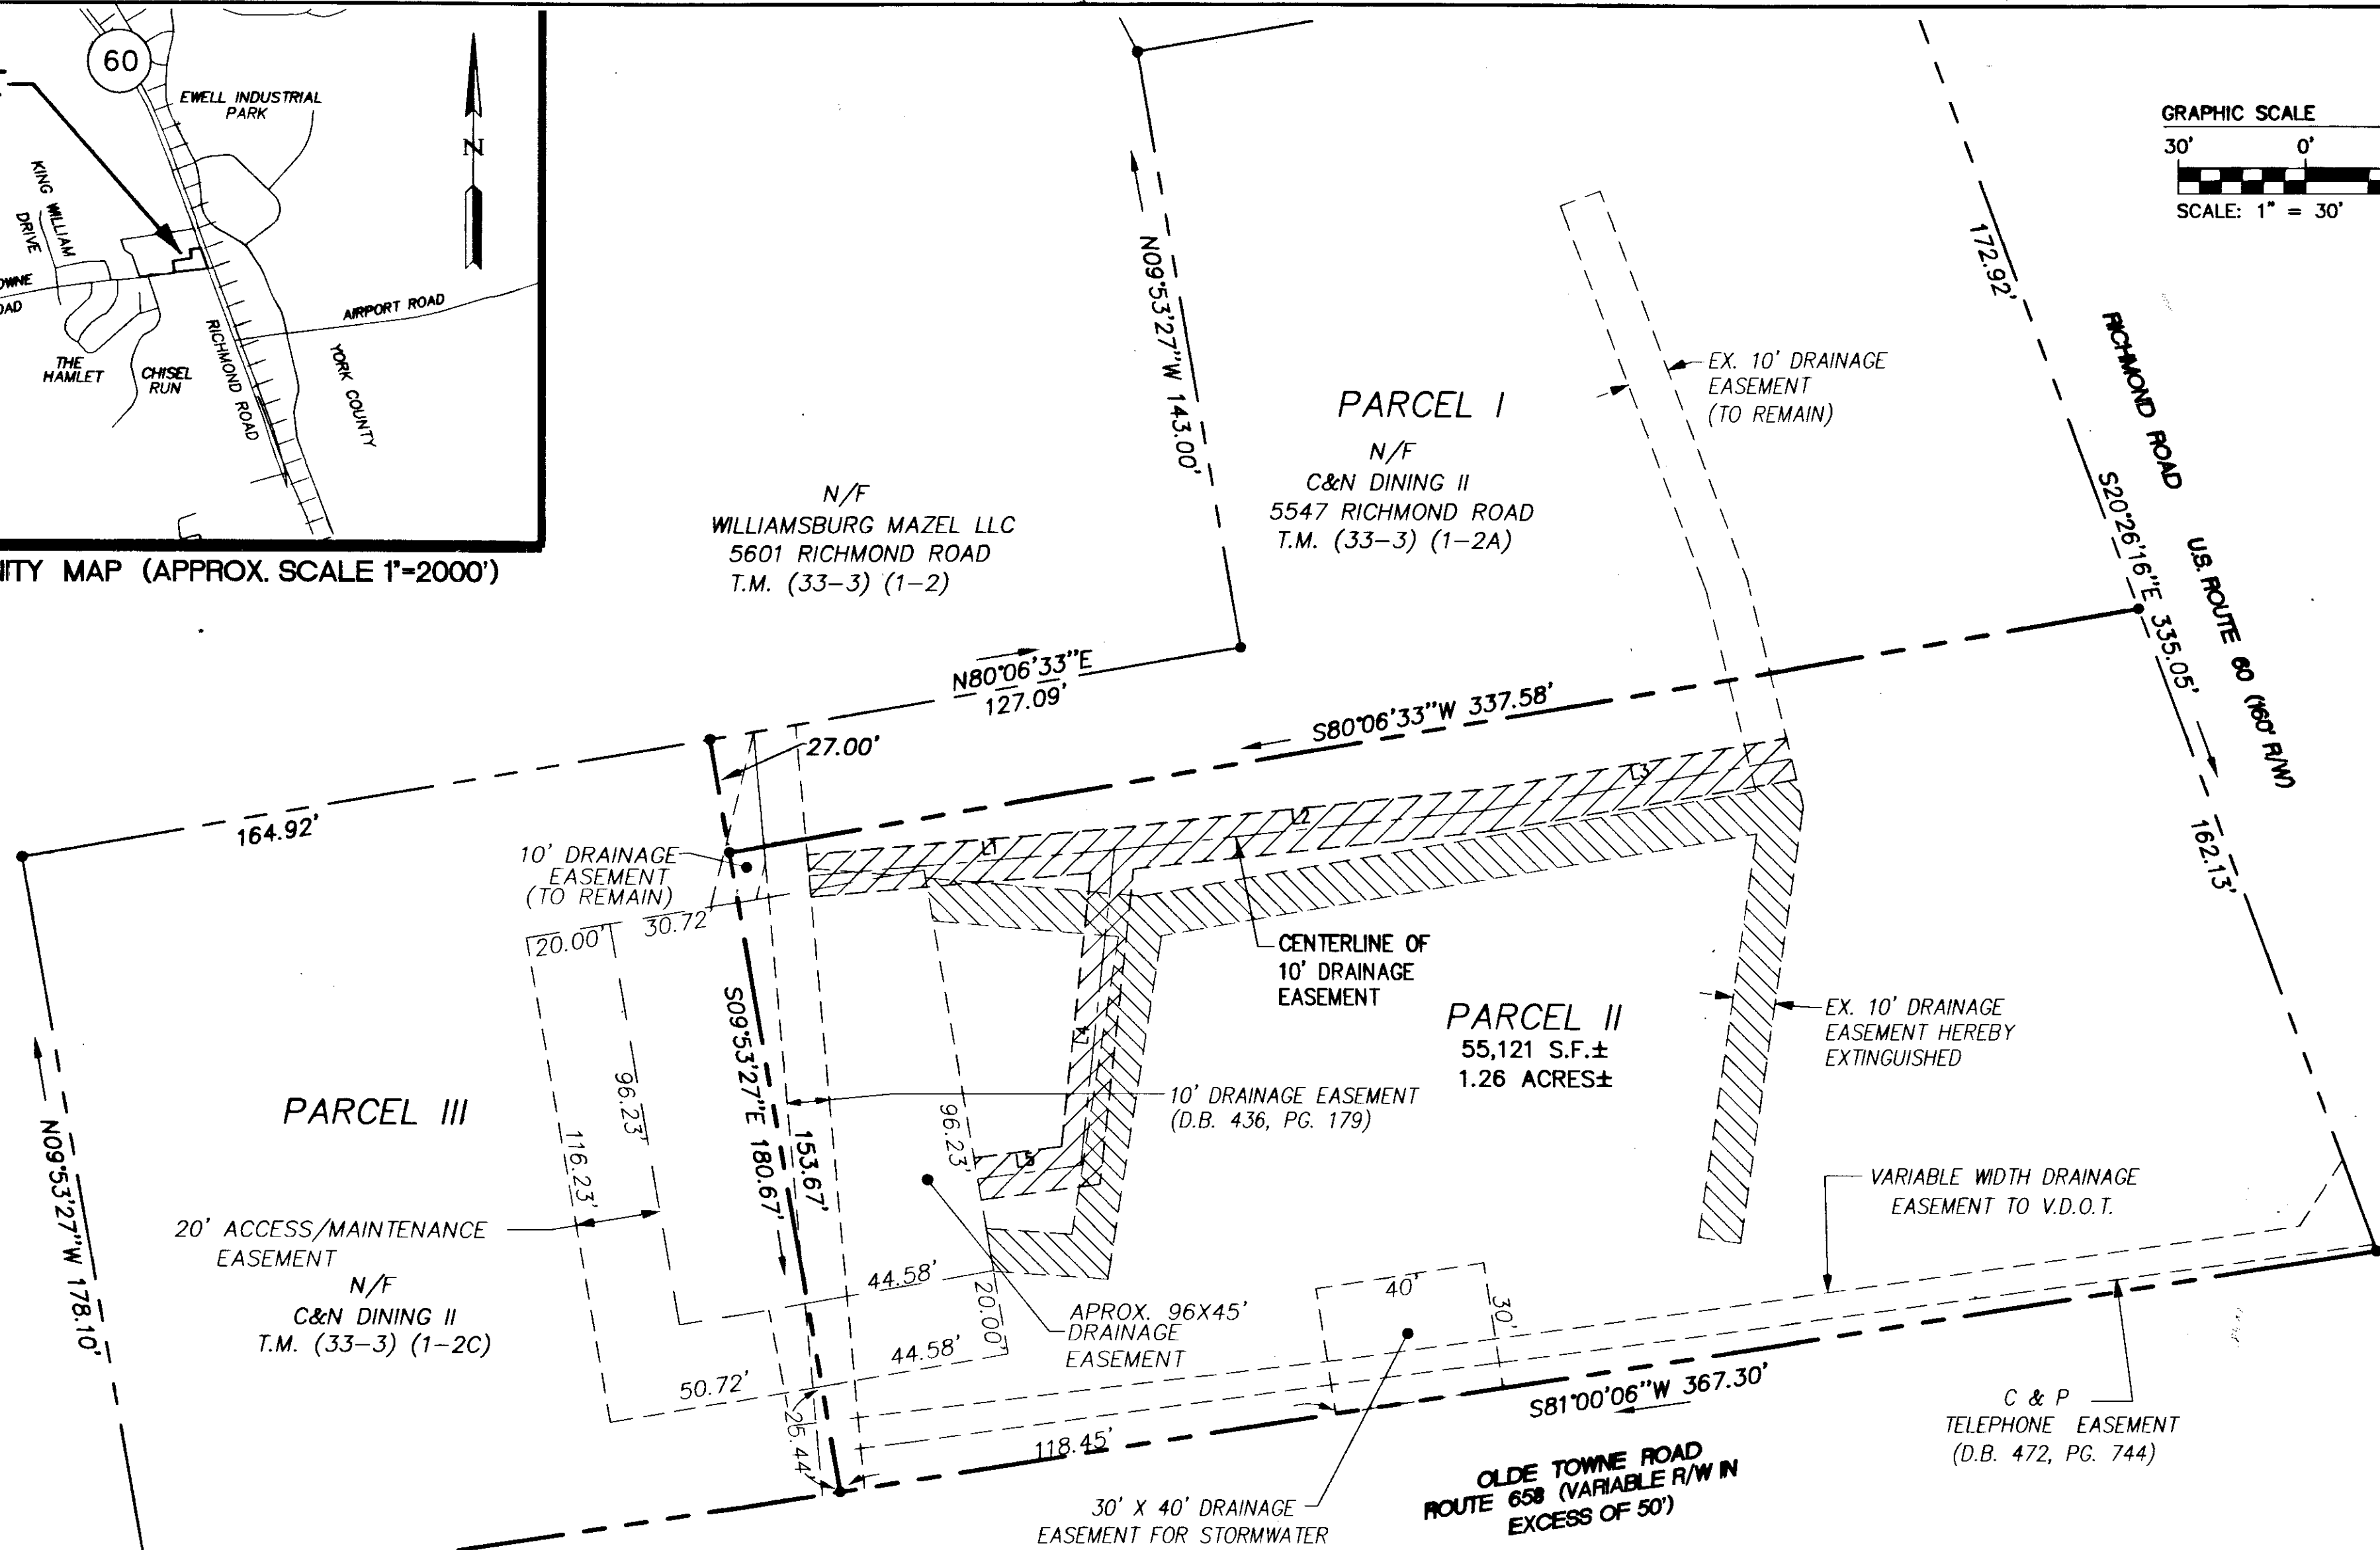 60
EWELL INDUSTRIAL
PARK
N
KING WILLIAM
DRIVE
AIRPORT ROAD
THE
HAMLET
CHISEL
RUN
RICHMOND ROAD
YORK COUNTY
MAP (APPROX. SCALE 1"=2000')
GRAPHIC SCALE
30'
0'
SCALE: 1" = 30'
172.92'
RICHMOND ROAD
U.S. ROUTE 60 (160' R/W)
S20°26'16"E 335.05'
162.13'
N09°53'27"W 143.00'
PARCEL I
N/F
C&N DINING II
5547 RICHMOND ROAD
T.M. (33-3) (1-2A)
EX. 10' DRAINAGE
EASEMENT
(TO REMAIN)
N/F
WILLIAMSBURG MAZEL LLC
5601 RICHMOND ROAD
T.M. (33-3) (1-2)
N80°06'33"E
127.09'
27.00'
S80°06'33"W 337.58'
164.92'
10' DRAINAGE
EASEMENT
(TO REMAIN)
L1
L2
L3
30.72'
20.00'
CENTERLINE OF
10' DRAINAGE
EASEMENT
PARCEL II
55,121 S.F.±
1.26 ACRES±
EX. 10' DRAINAGE
EASEMENT HEREBY
EXTINGUISHED
S09°53'27"E 180.67'
153.67'
96.23'
116.23'
96.23'
L4
L5
10' DRAINAGE EASEMENT
(D.B. 436, PG. 179)
PARCEL III
N09°53'27"W 178.10'
20' ACCESS/MAINTENANCE
EASEMENT
N/F
C&N DINING II
T.M. (33-3) (1-2C)
VARIABLE WIDTH DRAINAGE
EASEMENT TO V.D.O.T.
44.58'
20.00'
44.58'
50.72'
25.44'
APROX. 96X45'
DRAINAGE
EASEMENT
40'
30'
118.45'
S81°00'06"W 367.30'
C & P
TELEPHONE EASEMENT
(D.B. 472, PG. 744)
OLDE TOWNE ROAD
ROUTE 658 (VARIABLE R/W IN
EXCESS OF 50')
30' X 40' DRAINAGE
EASEMENT FOR STORMWATER